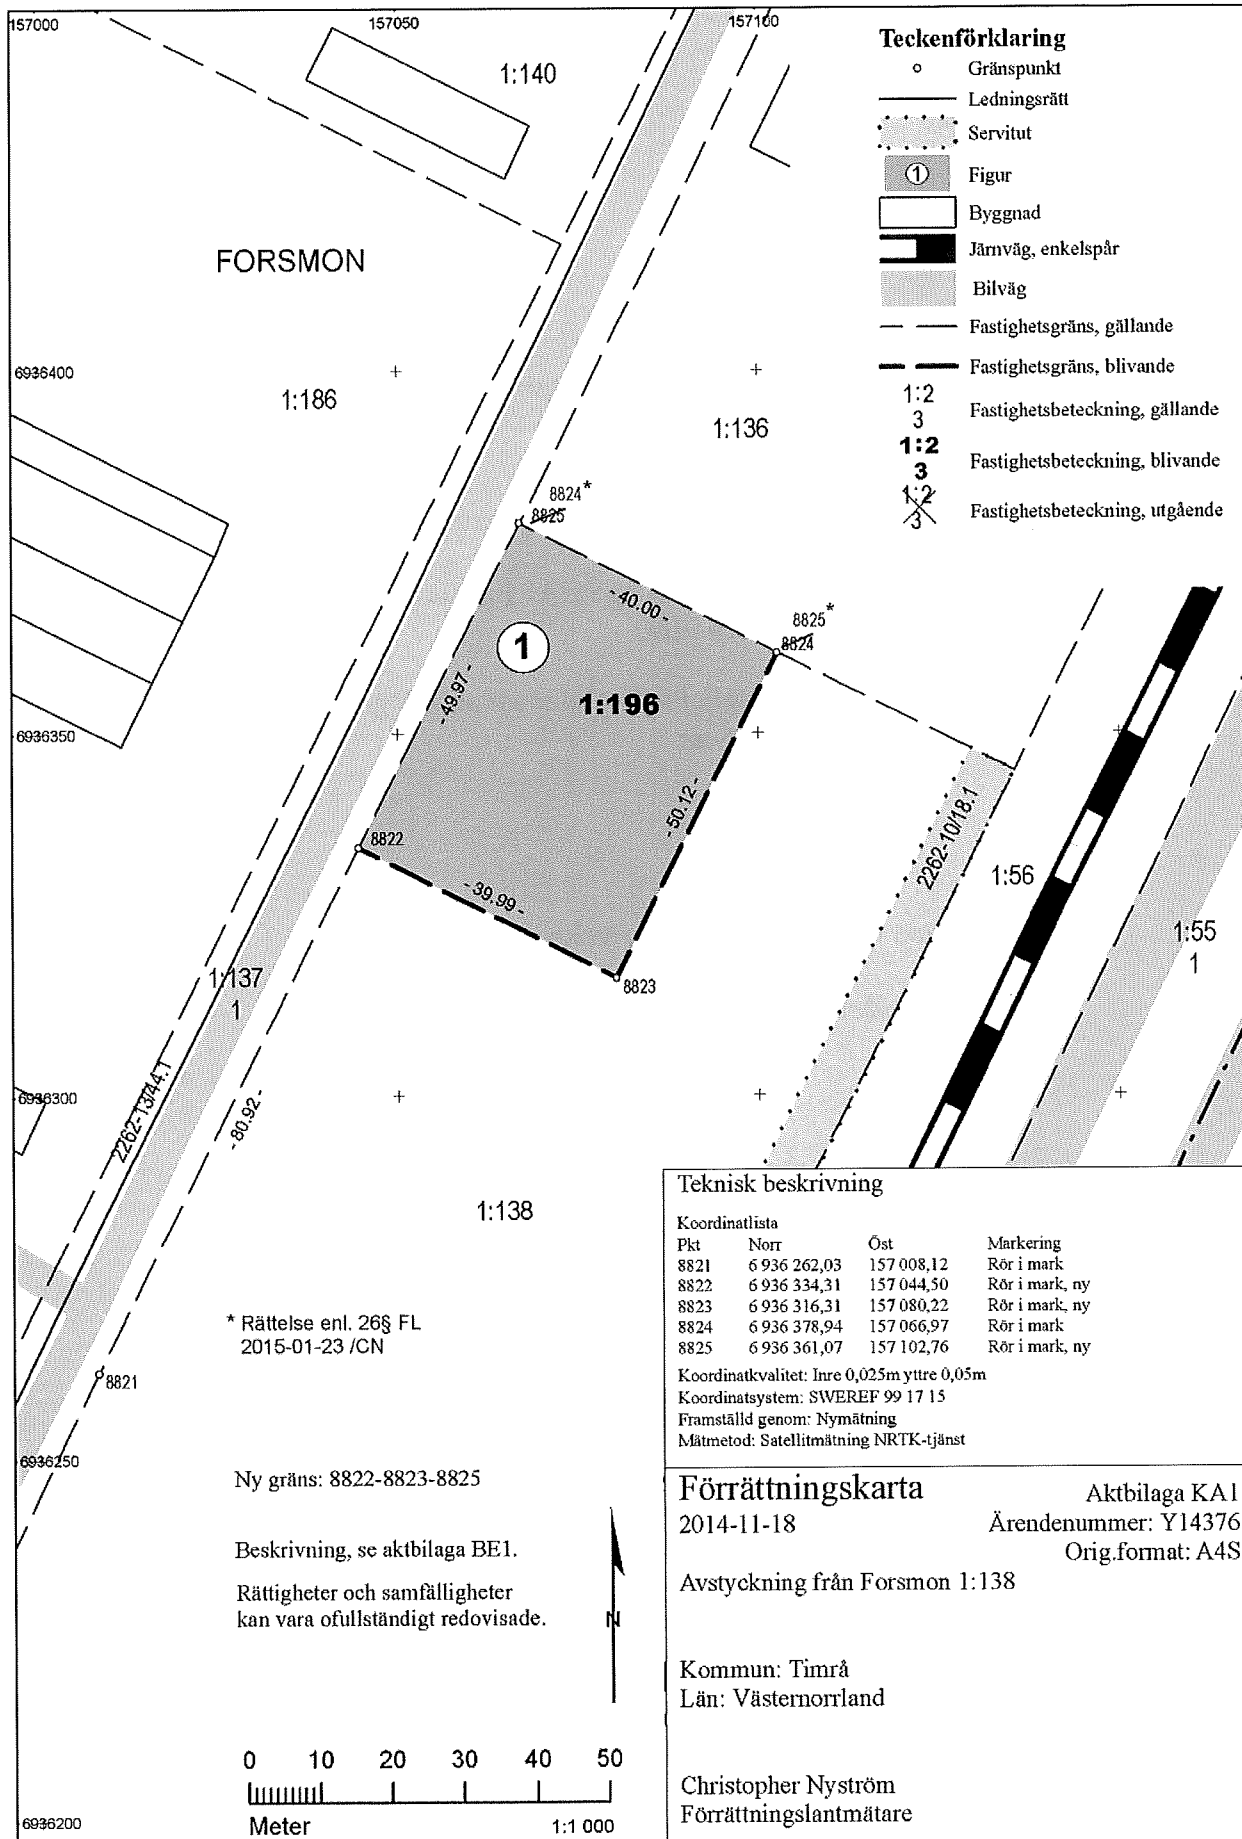 157000
157050
157100
1:140
FORSMON
6936400
1:186
1:136
8824*
8825
- 40.00 -
8825*
8824
1
- 49.97 -
1:196
6936350
- 50.12 -
8822
- 39.99 -
8823
2262-10/18.1
1:56
1:55
1
1:137
1
2262-13/44.1
6936300
- 80.92 -
1:138
* Rättelse enl. 26§ FL
2015-01-23 /CN
8821
6936250
Ny gräns: 8822-8823-8825
Beskrivning, se aktbilaga BE1.
Rättigheter och samfälligheter
kan vara ofullständigt redovisade.
N
0 10 20 30 40 50
Meter 1:1 000
6936200
Teckenförklaring
Gränspunkt
Ledningsrätt
Servitut
1 Figur
Byggnad
Järnväg, enkelspår
Bilväg
Fastighetsgräns, gällande
Fastighetsgräns, blivande
1:2
3
Fastighetsbeteckning, gällande
1:2
3
Fastighetsbeteckning, blivande
1:2
3
Fastighetsbeteckning, utgående
Teknisk beskrivning
Koordinatlista
Pkt Norr Öst Markering
8821 6 936 262,03 157 008,12 Rör i mark
8822 6 936 334,31 157 044,50 Rör i mark, ny
8823 6 936 316,31 157 080,22 Rör i mark, ny
8824 6 936 378,94 157 066,97 Rör i mark
8825 6 936 361,07 157 102,76 Rör i mark, ny
Koordinatkvalitet: Inre 0,025m yttre 0,05m
Koordinatsystem: SWEREF 99 17 15
Framställd genom: Nymätning
Mätmetod: Satellitmätning NRTK-tjänst
Förrättningskarta
2014-11-18
Aktbilaga KA1
Ärendenummer: Y14376
Orig.format: A4S
Avstyckning från Forsmon 1:138
Kommun: Timrå
Län: Västernorrland
Christopher Nyström
Förrättningslantmätare